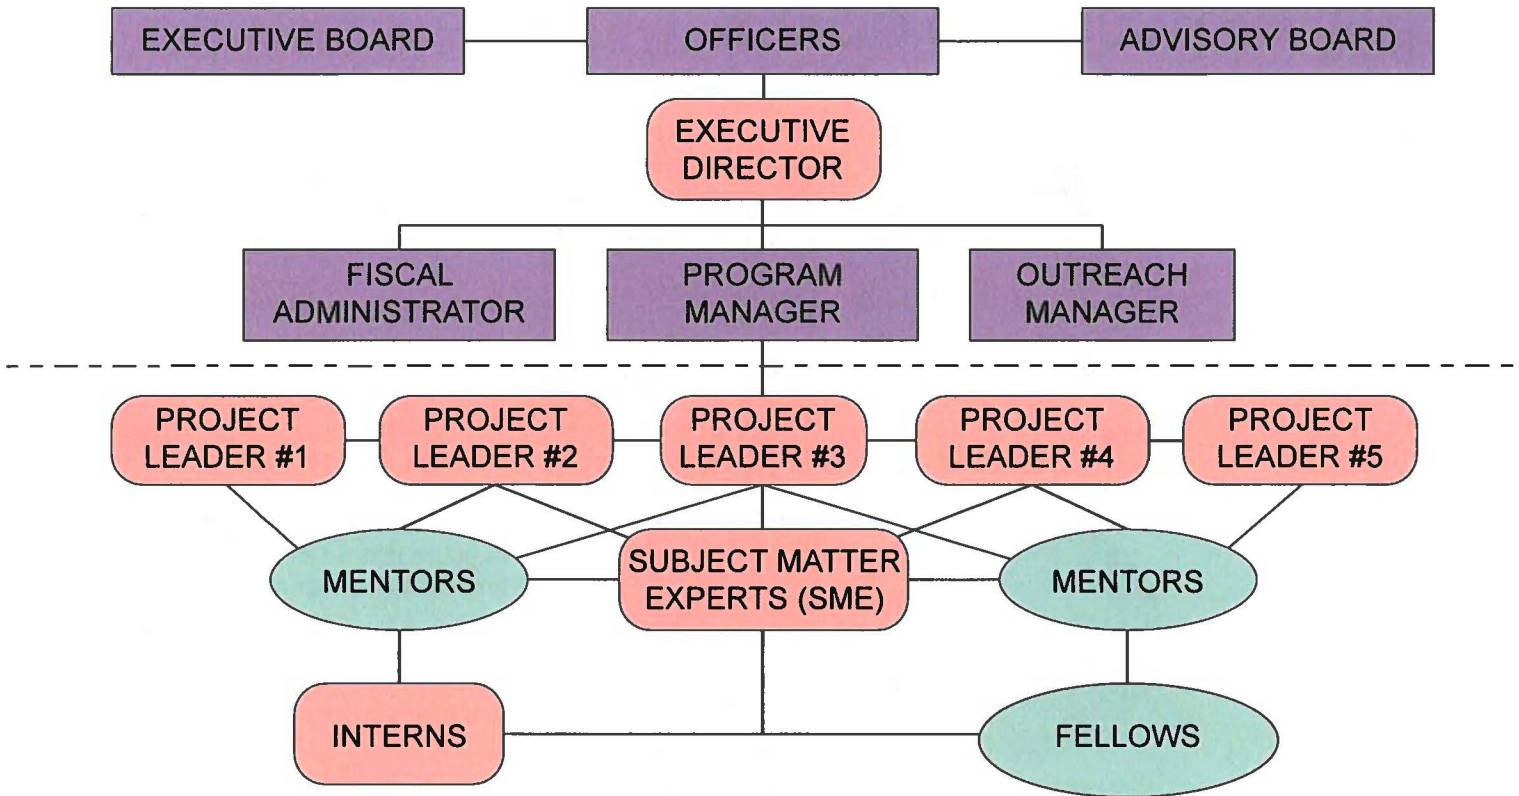 EXECUTIVE BOARD
OFFICERS
ADVISORY BOARD
EXECUTIVE
DIRECTOR
FISCAL
ADMINISTRATOR
PROGRAM
MANAGER
OUTREACH
MANAGER
PROJECT
LEADER #1
PROJECT
LEADER #2
PROJECT
LEADER #3
PROJECT
LEADER #4
PROJECT
LEADER #5
MENTORS
SUBJECT MATTER
EXPERTS (SME)
MENTORS
INTERNS
FELLOWS